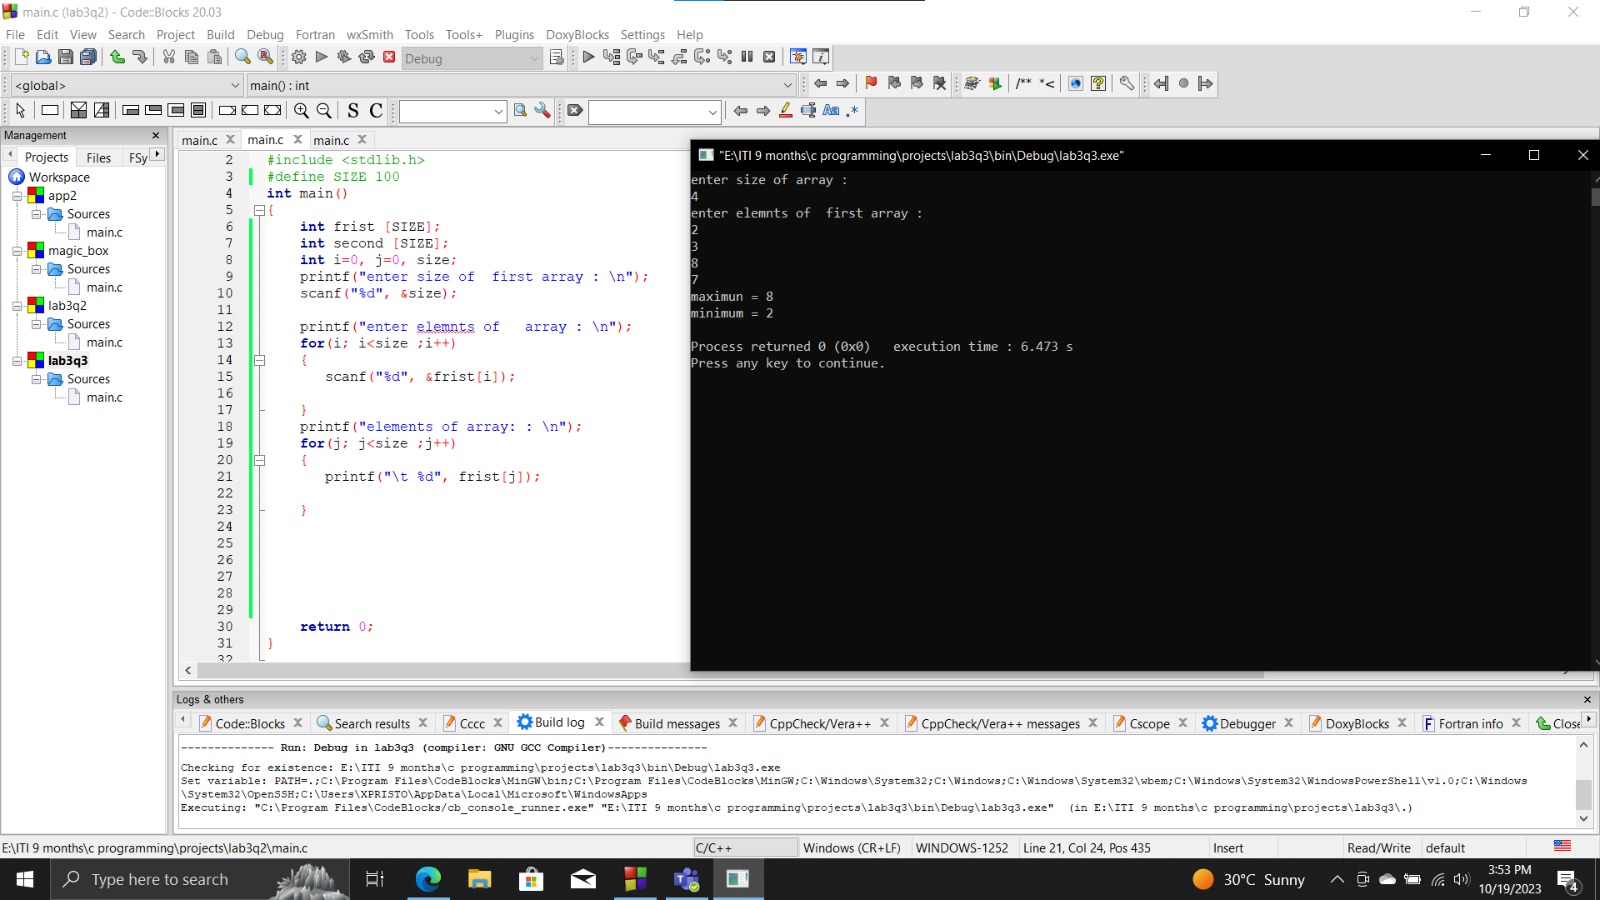 main.c (lab3q2) - Code::Blocks 20.03
File Edit View Search Project Build Debug Fortran wxSmith Tools Tools+ Plugins DoxyBlocks Settings Help
Debug
<global> main() : int
/** *<
S C Aa .*
Management
Projects Files FSy
Workspace
app2
Sources
main.c
magic_box
Sources
main.c
lab3q2
Sources
main.c
lab3q3
Sources
main.c
main.c main.c main.c
2 #include <stdlib.h>
3 #define SIZE 100
4 int main()
5 {
6 int frist [SIZE];
7 int second [SIZE];
8 int i=0, j=0, size;
9 printf("enter size of  first array : \n");
10 scanf("%d", &size);
11
12 printf("enter elemnts of   array : \n");
13 for(i; i<size ;i++)
14 {
15 scanf("%d", &frist[i]);
16
17 }
18 printf("elements of array: : \n");
19 for(j; j<size ;j++)
20 {
21 printf("\t %d", frist[j]);
22
23 }
24
25
26
27
28
29
30 return 0;
31 }
32
"E:\ITI 9 months\c programming\projects\lab3q3\bin\Debug\lab3q3.exe"
enter size of array :
4
enter elemnts of  first array :
2
3
8
7
maximun = 8
minimum = 2
Process returned 0 (0x0)   execution time : 6.473 s
Press any key to continue.
Logs & others
Code::Blocks Search results Cccc Build log Build messages CppCheck/Vera++ CppCheck/Vera++ messages Cscope Debugger DoxyBlocks Fortran info Close
-------------- Run: Debug in lab3q3 (compiler: GNU GCC Compiler)---------------
Checking for existence: E:\ITI 9 months\c programming\projects\lab3q3\bin\Debug\lab3q3.exe
Set variable: PATH=.;C:\Program Files\CodeBlocks\MinGW\bin;C:\Program Files\CodeBlocks\MinGW;C:\Windows\System32;C:\Windows;C:\Windows\System32\wbem;C:\Windows\System32\WindowsPowerShell\v1.0;C:\Windows
\System32\OpenSSH;C:\Users\XPRISTO\AppData\Local\Microsoft\WindowsApps
Executing: "C:\Program Files\CodeBlocks/cb_console_runner.exe" "E:\ITI 9 months\c programming\projects\lab3q3\bin\Debug\lab3q3.exe"  (in E:\ITI 9 months\c programming\projects\lab3q3\.)
E:\ITI 9 months\c programming\projects\lab3q2\main.c C/C++ Windows (CR+LF) WINDOWS-1252 Line 21, Col 24, Pos 435 Insert Read/Write default
Type here to search 30°C Sunny 3:53 PM
10/19/2023 4